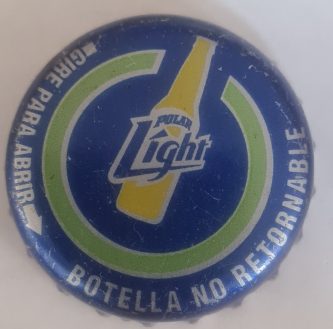 GIRE PARA ABRIR
POLAR
Light
BOTELLA NO RETORNABLE